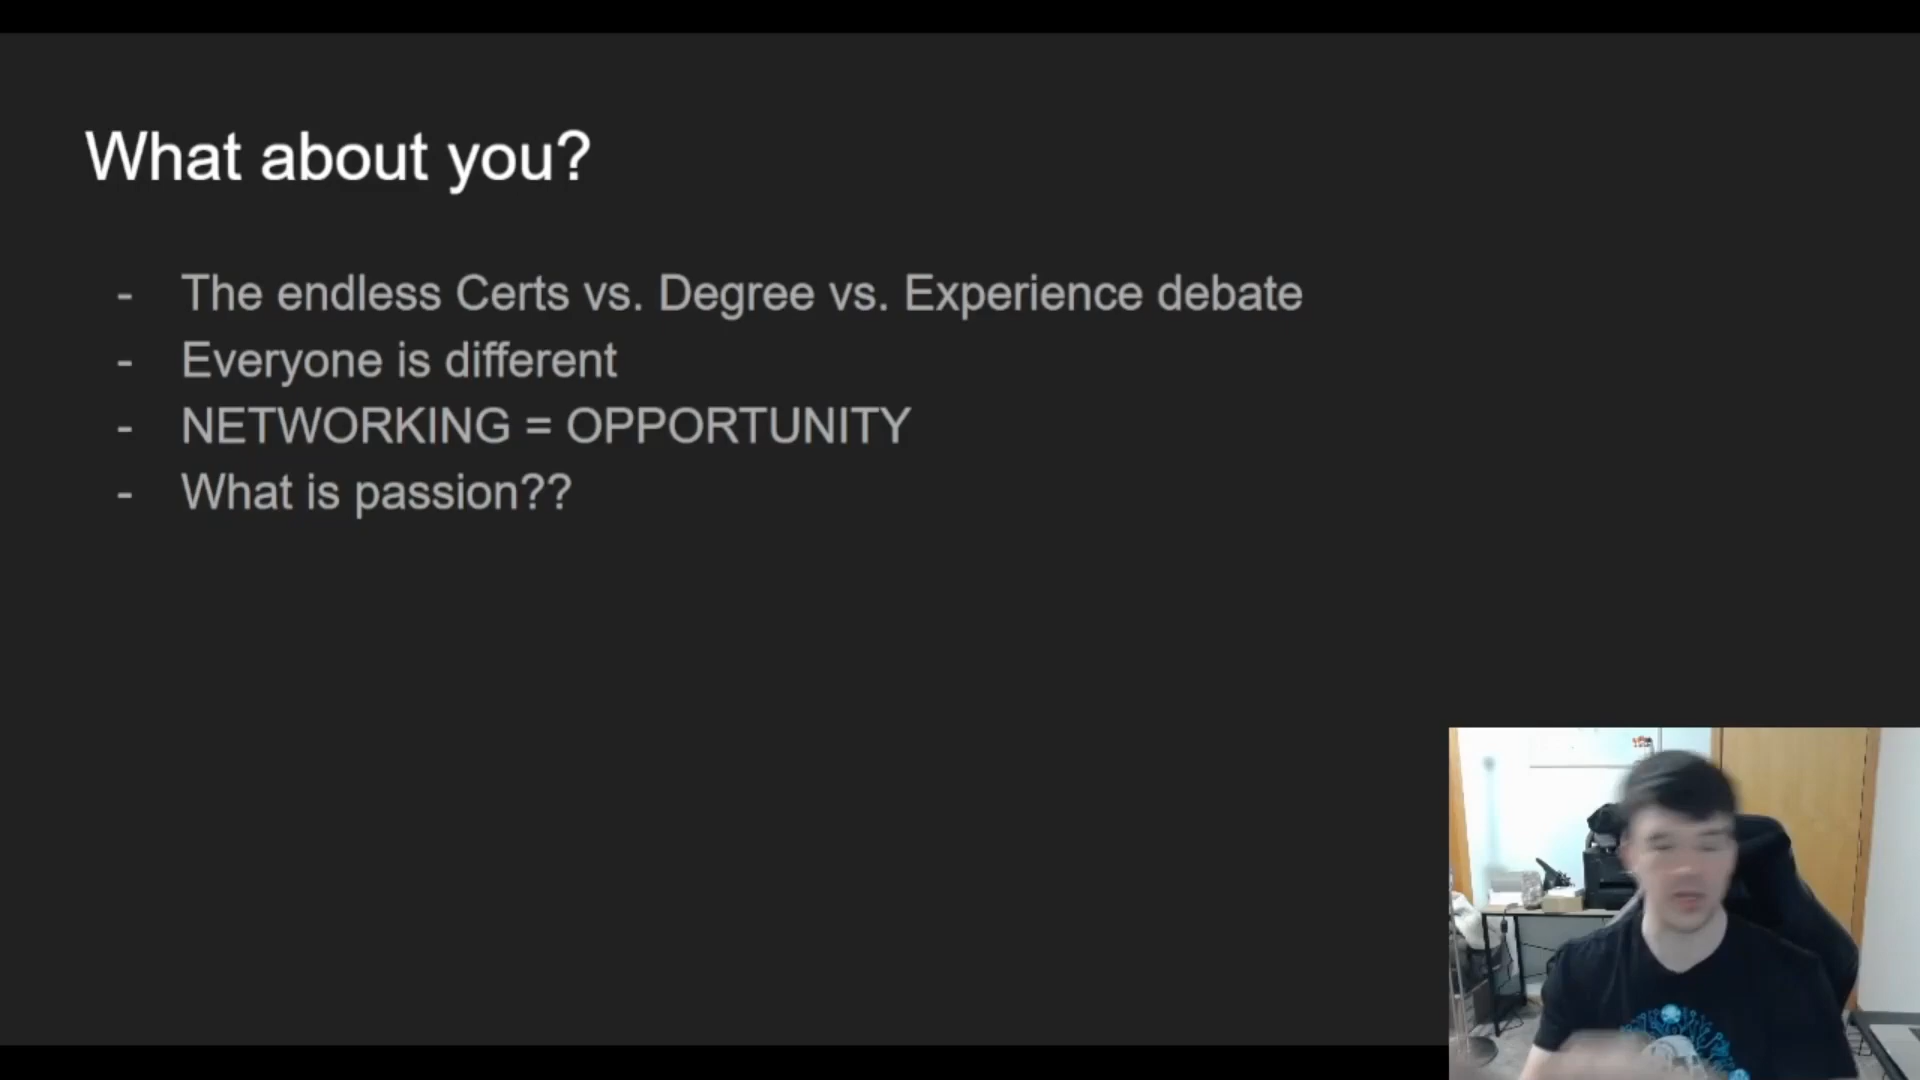 What about you?
- The endless Certs vs. Degree vs. Experience debate
- Everyone is different
- NETWORKING = OPPORTUNITY
- What is passion??